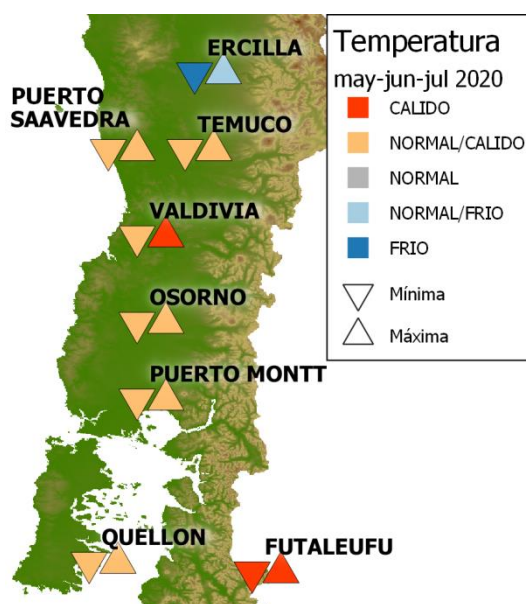 ERCILLA
PUERTO
SAAVEDRA
TEMUCO
VALDIVIA
OSORNO
PUERTO MONTT
QUELLON
FUTALEUFU
Temperatura
may-jun-jul 2020
CALIDO
NORMAL/CALIDO
NORMAL
NORMAL/FRIO
FRIO
Mínima
Máxima